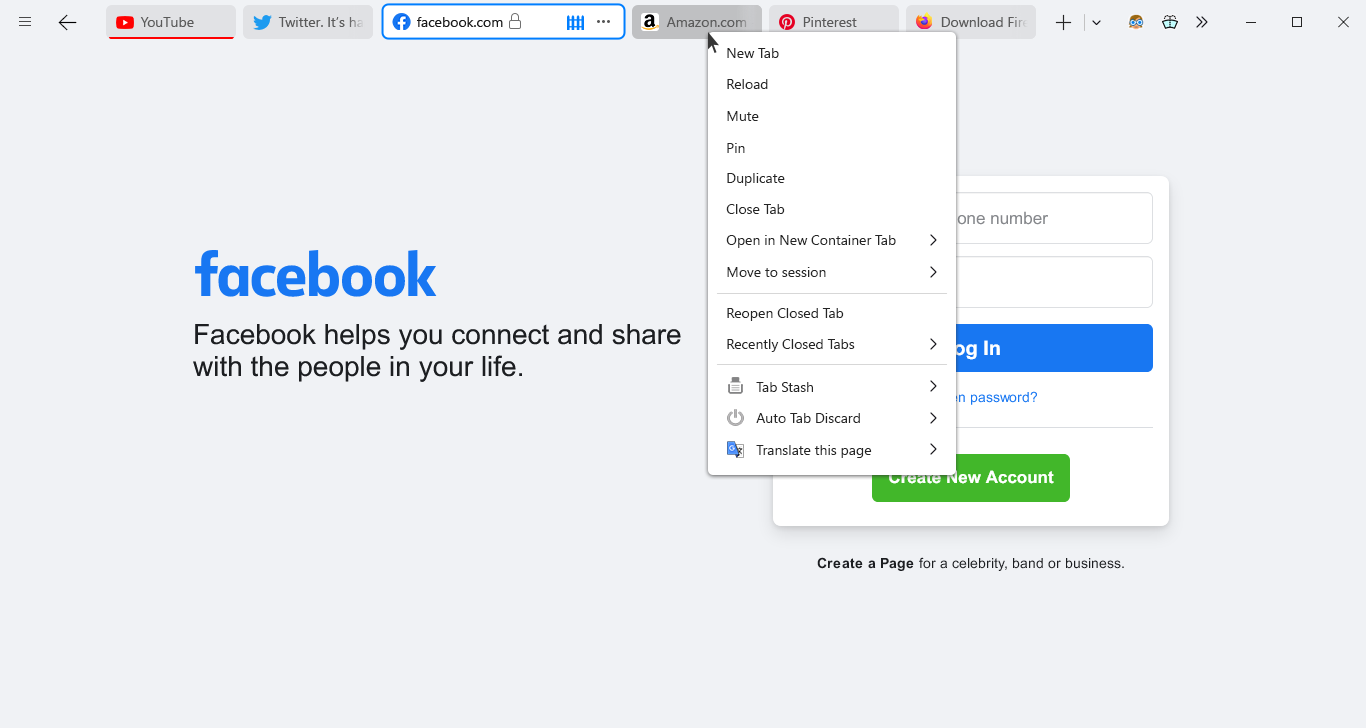 YouTube
Twitter. It's ha
facebook.com
Amazon.com
Pinterest
Download Fire
New Tab
Reload
Mute
Pin
Duplicate
Close Tab
Open in New Container Tab
Move to session
Reopen Closed Tab
Recently Closed Tabs
Tab Stash
Auto Tab Discard
Translate this page
facebook
Facebook helps you connect and share
with the people in your life.
one number
og In
en password?
Create New Account
Create a Page for a celebrity, band or business.